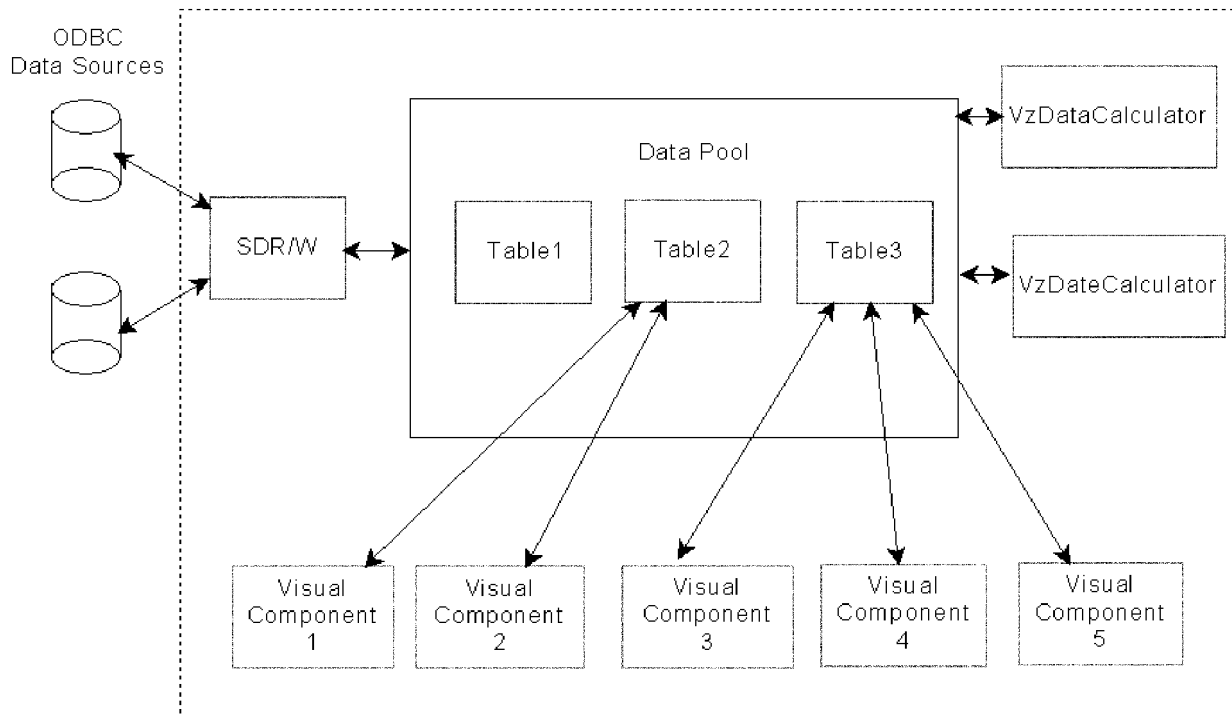 ODBC
Data Sources
VzDataCalculator
Data Pool
SDR/W
Table1
Table2
Table3
VzDateCalculator
Visual
Component
1
Visual
Component
2
Visual
Component
3
Visual
Component
4
Visual
Component
5